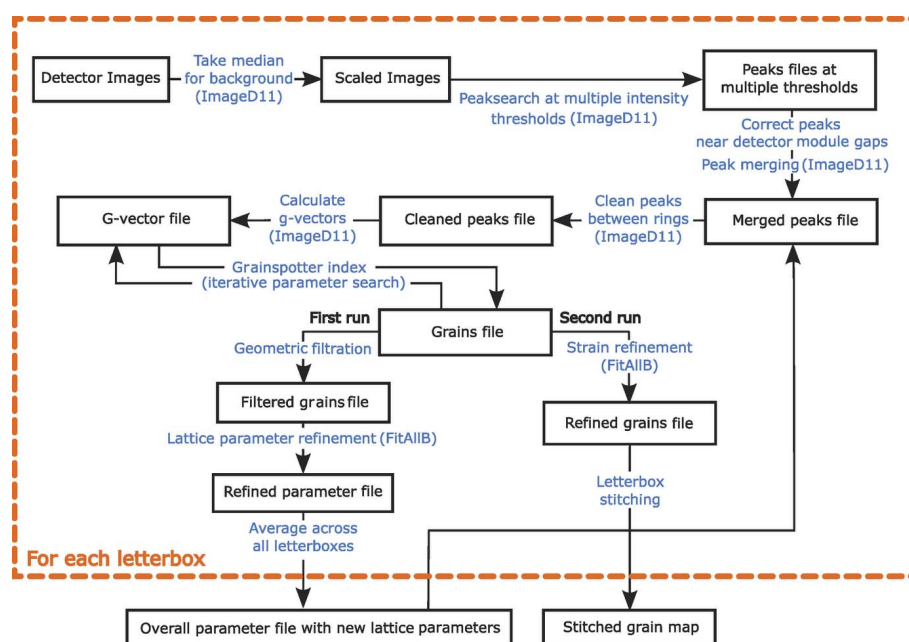 Detector Images
Take median
for background
(ImageD11)
Scaled Images
Peaksearch at multiple intensity
thresholds (ImageD11)
Peaks files at
multiple thresholds
Correct peaks
near detector module gaps
Peak merging (ImageD11)
Merged peaks file
Clean peaks
between rings
(ImageD11)
Cleaned peaks file
Calculate
g-vectors
(ImageD11)
G-vector file
Grainspotter index
(iterative parameter search)
Grains file
First run
Geometric filtration
Filtered grains file
Lattice parameter refinement (FitAllB)
Refined parameter file
Average across
all letterboxes
Second run
Strain refinement
(FitAllB)
Refined grains file
Letterbox
stitching
For each letterbox
Overall parameter file with new lattice parameters
Stitched grain map